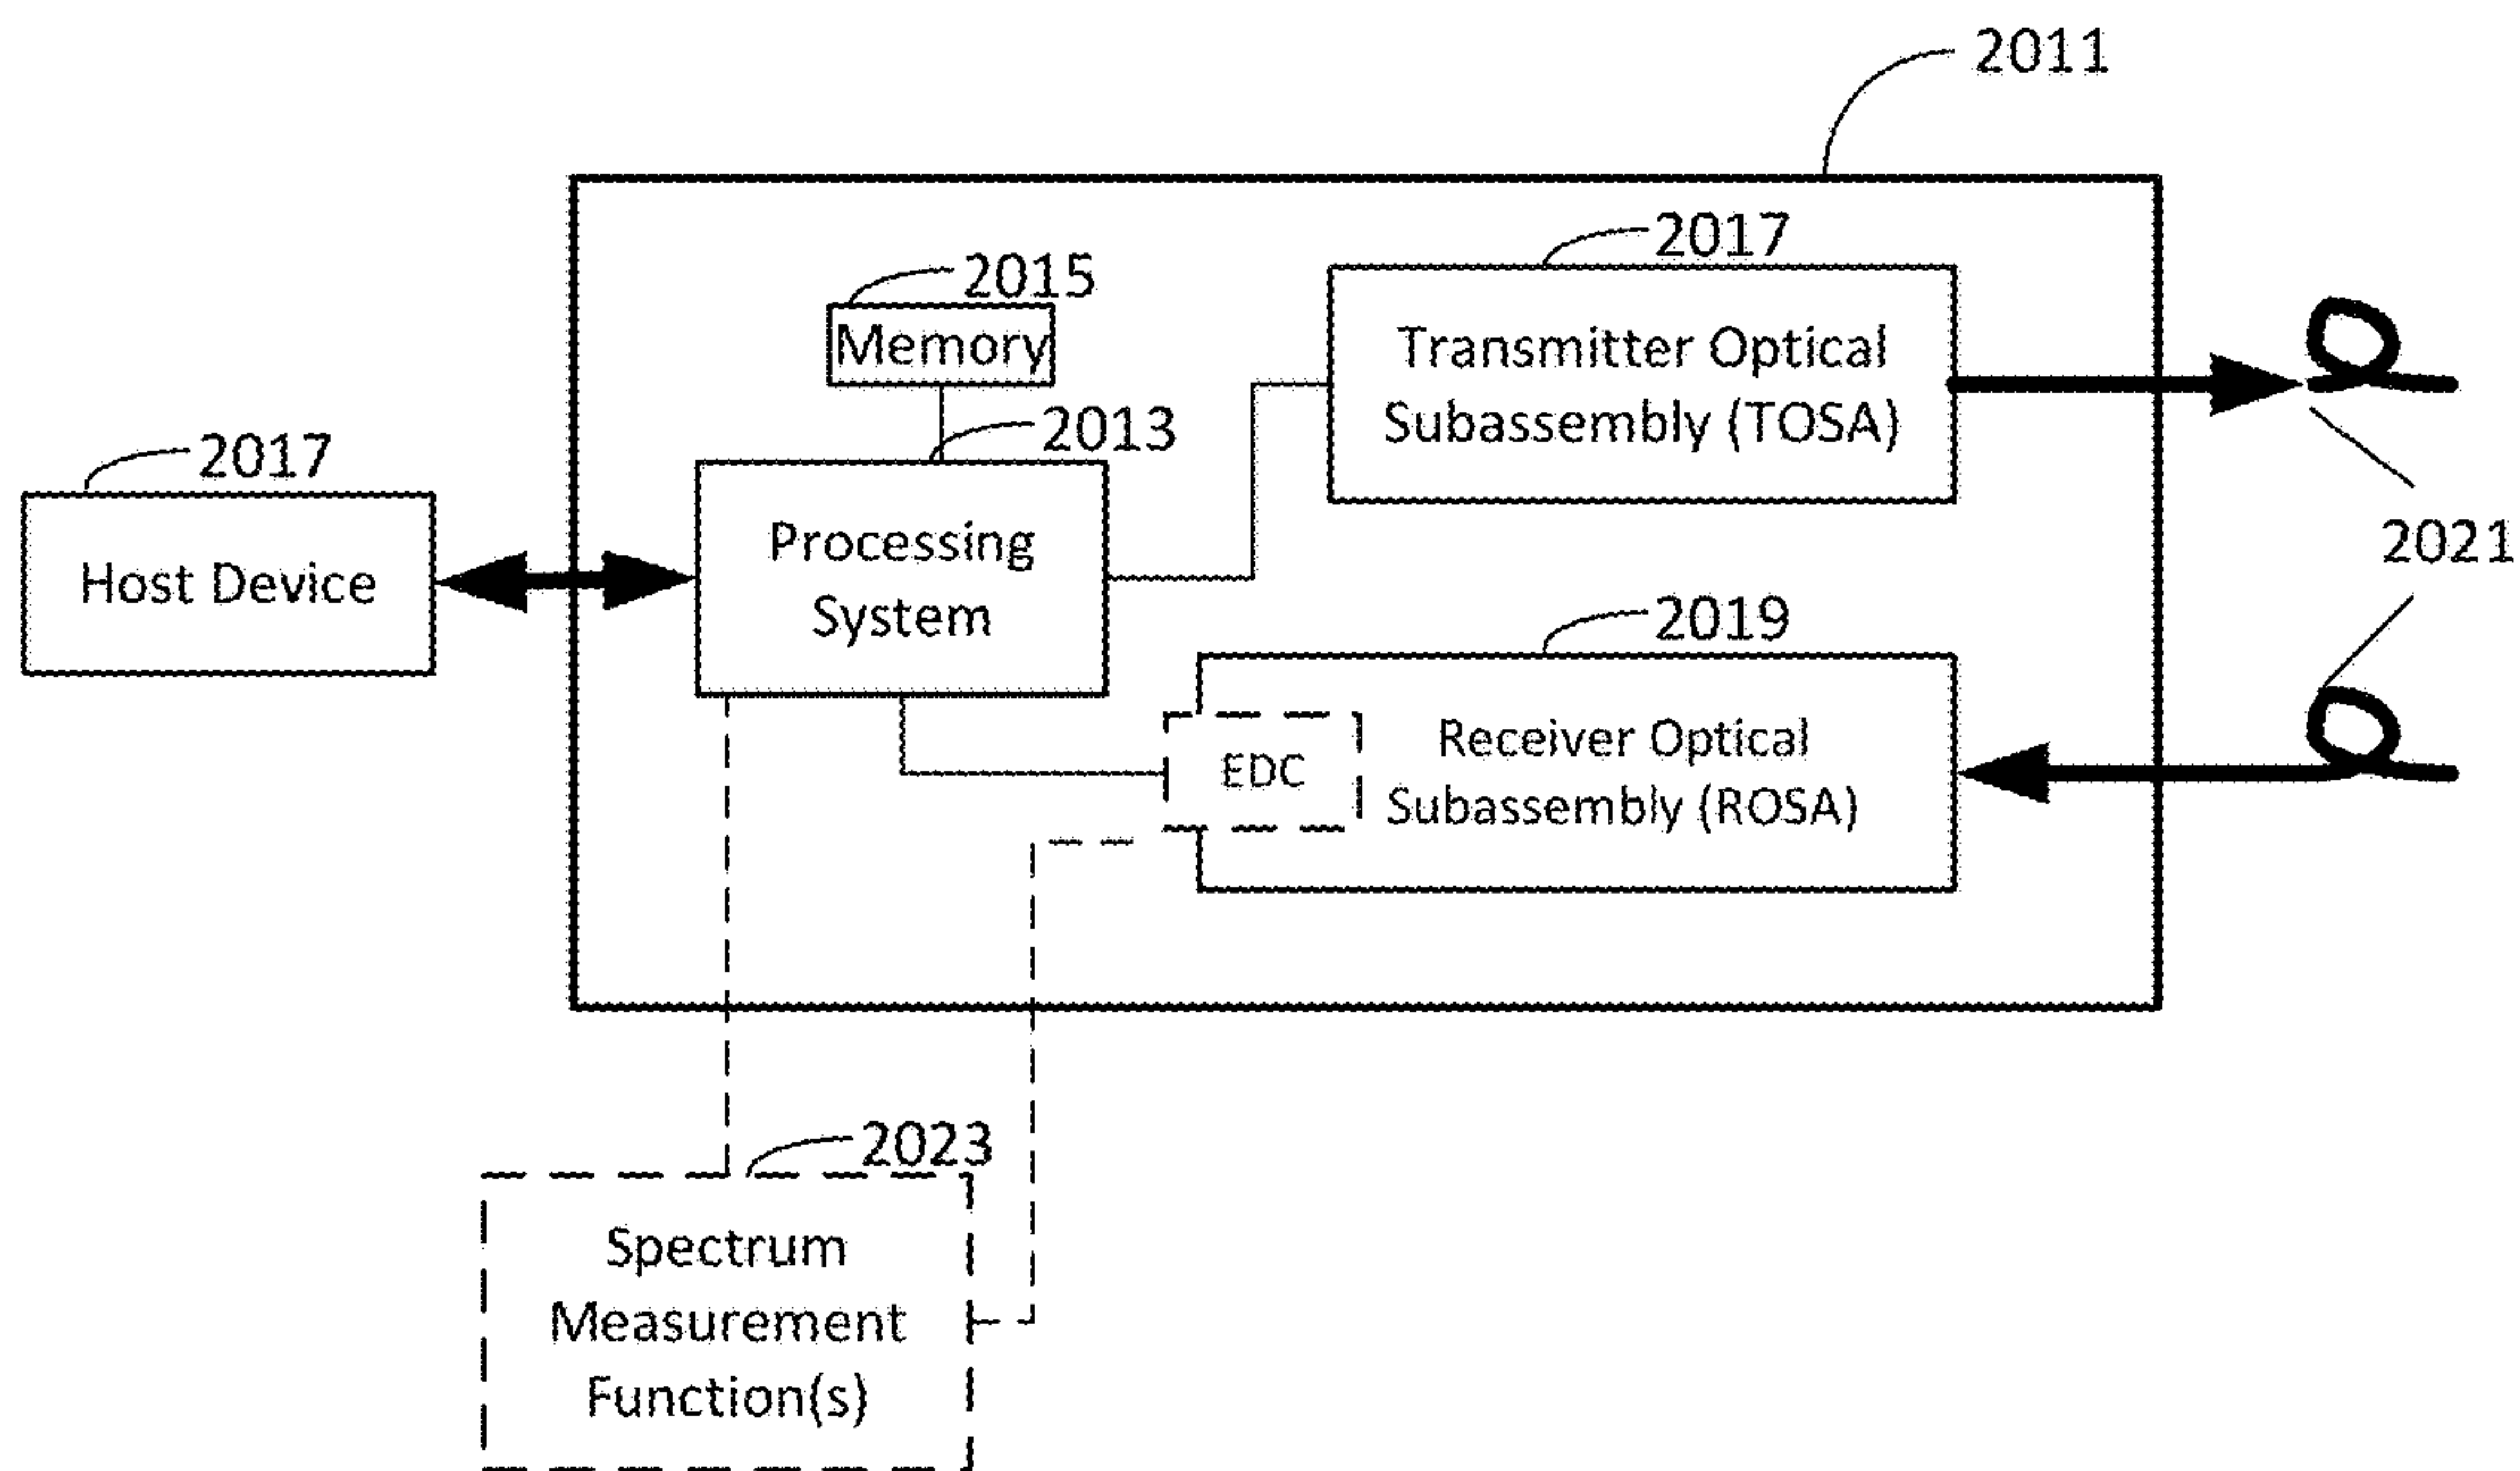 2011
2017
2015
Memory
Transmitter Optical
Subassembly (TOSA)
2013
2017
Host Device
Processing
System
2021
2019
EDC
Receiver Optical
Subassembly (ROSA)
2023
Spectrum
Measurement
Function(s)